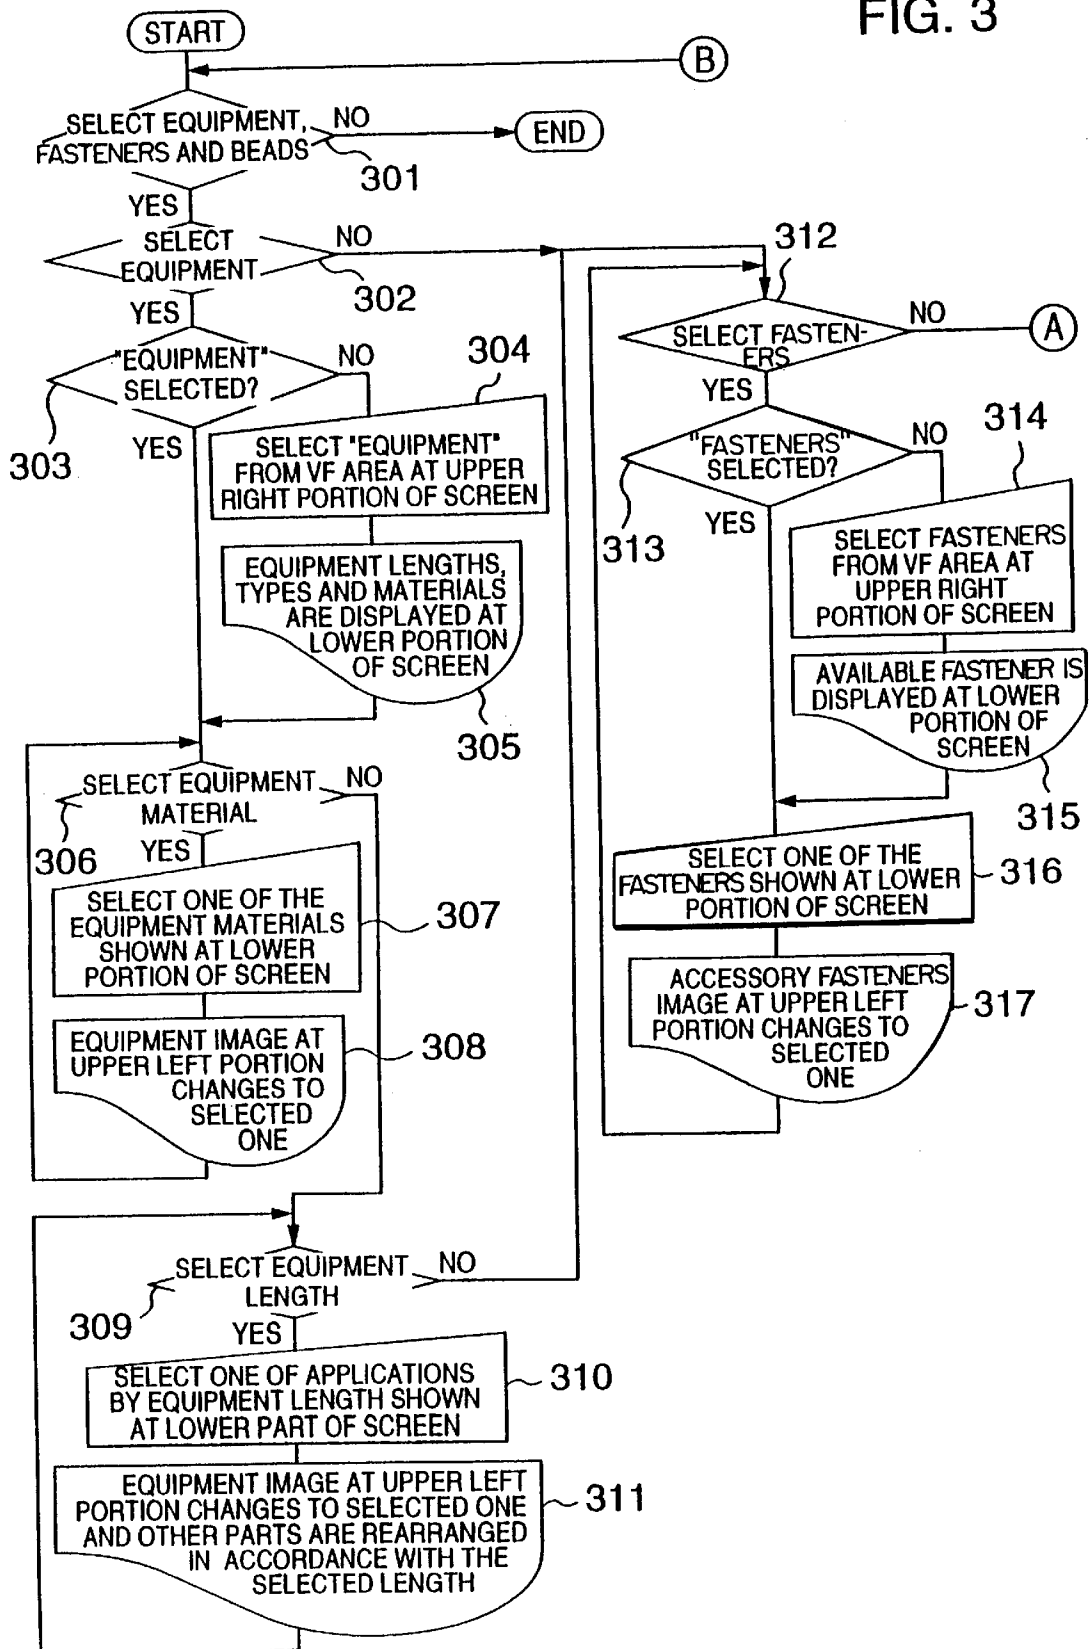 FIG. 3
START
B
SELECT EQUIPMENT,
FASTENERS AND BEADS
NO
END
301
YES
SELECT
EQUIPMENT
NO
302
YES
"EQUIPMENT"
SELECTED?
NO
303
YES
304
SELECT "EQUIPMENT"
FROM VF AREA AT UPPER
RIGHT PORTION OF SCREEN
EQUIPMENT LENGTHS,
TYPES AND MATERIALS
ARE DISPLAYED AT
LOWER PORTION
OF SCREEN
305
SELECT EQUIPMENT
MATERIAL
NO
306
YES
SELECT ONE OF THE
EQUIPMENT MATERIALS
SHOWN AT LOWER
PORTION OF SCREEN
307
EQUIPMENT IMAGE AT
UPPER LEFT PORTION
CHANGES TO
SELECTED
ONE
308
SELECT EQUIPMENT
LENGTH
NO
309
YES
SELECT ONE OF APPLICATIONS
BY EQUIPMENT LENGTH SHOWN
AT LOWER PART OF SCREEN
310
EQUIPMENT IMAGE AT UPPER LEFT
PORTION CHANGES TO SELECTED ONE
AND OTHER PARTS ARE REARRANGED
IN ACCORDANCE WITH THE
SELECTED LENGTH
311
312
SELECT FASTEN-
ERS
NO
A
YES
"FASTENERS"
SELECTED?
NO
313
YES
314
SELECT FASTENERS
FROM VF AREA AT
UPPER RIGHT
PORTION OF SCREEN
AVAILABLE FASTENER IS
DISPLAYED AT LOWER
PORTION OF
SCREEN
315
SELECT ONE OF THE
FASTENERS SHOWN AT LOWER
PORTION OF SCREEN
316
ACCESSORY FASTENERS
IMAGE AT UPPER LEFT
PORTION CHANGES TO
SELECTED
ONE
317